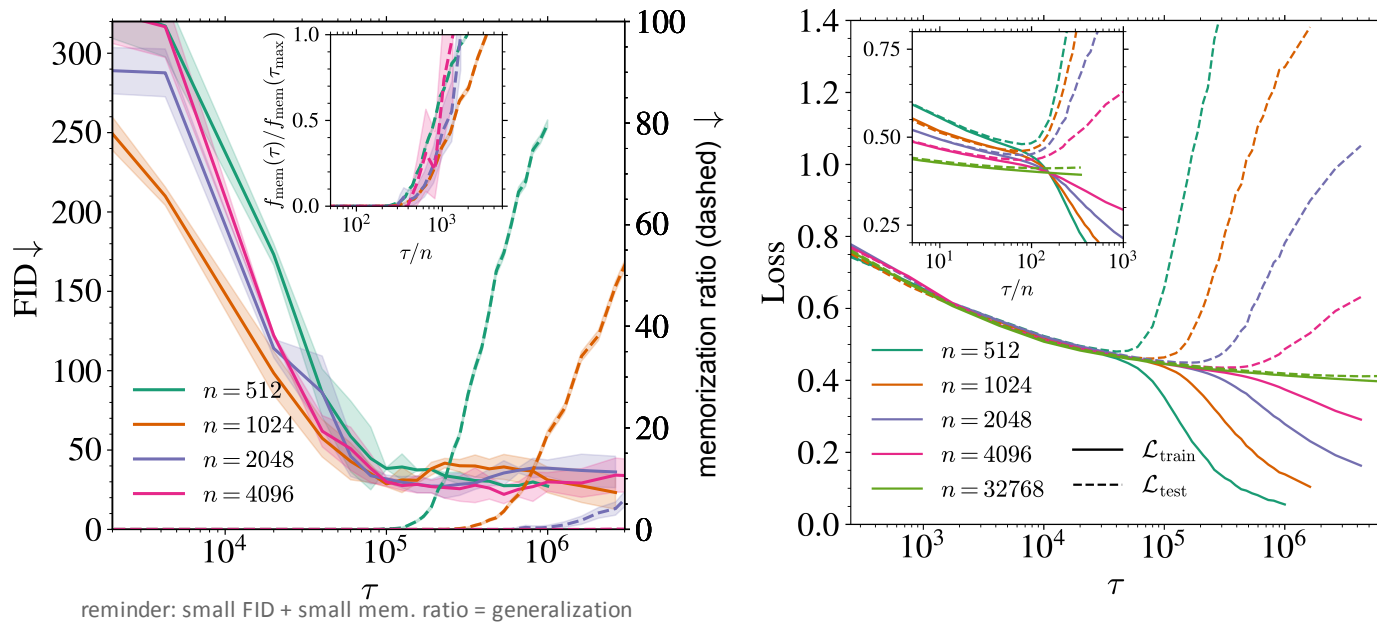 FID↓
0
50
100
150
200
250
300
10⁴
10⁵
10⁶
τ
0
20
40
60
80
100
memorization ratio (dashed) ↓
n = 512
n = 1024
n = 2048
n = 4096
f_mem(τ)/f_mem(τ_max)
0.0
0.5
1.0
10²
10³
τ/n
reminder: small FID + small mem. ratio = generalization
Loss
0.0
0.2
0.4
0.6
0.8
1.0
1.2
1.4
10³
10⁴
10⁵
10⁶
τ
0.25
0.50
0.75
10¹
10²
10³
τ/n
n = 512
n = 1024
n = 2048
n = 4096
n = 32768
ℒ_train
ℒ_test